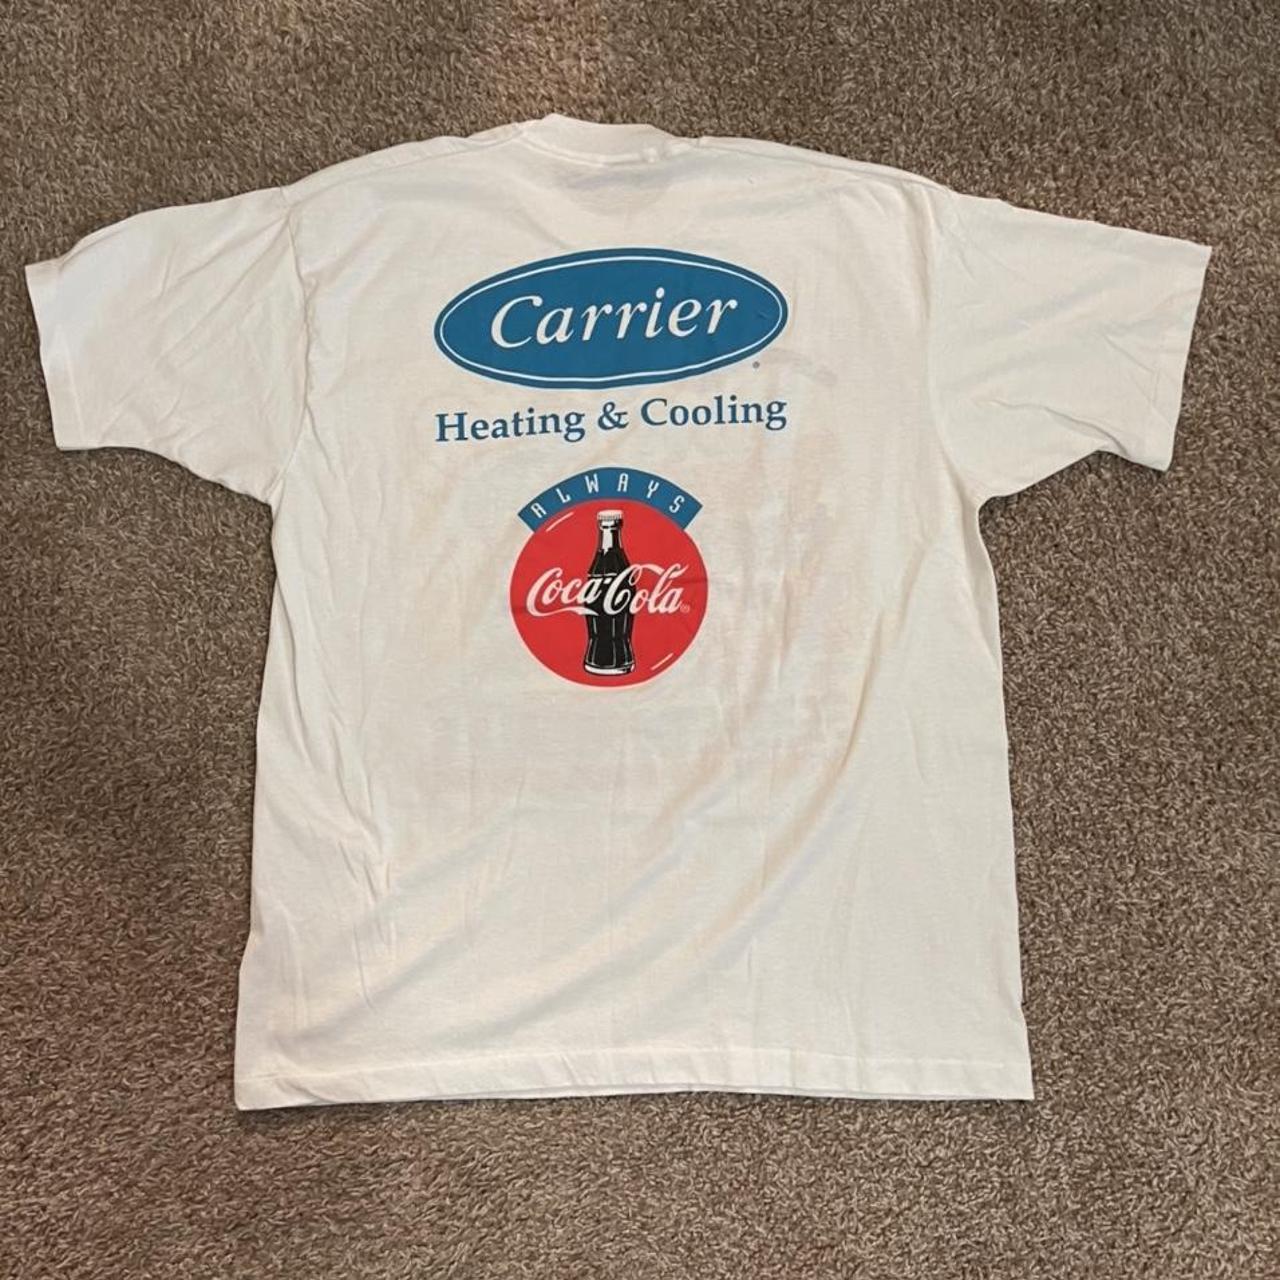 Carrier
Heating & Cooling
ALWAYS
Coca-Cola®